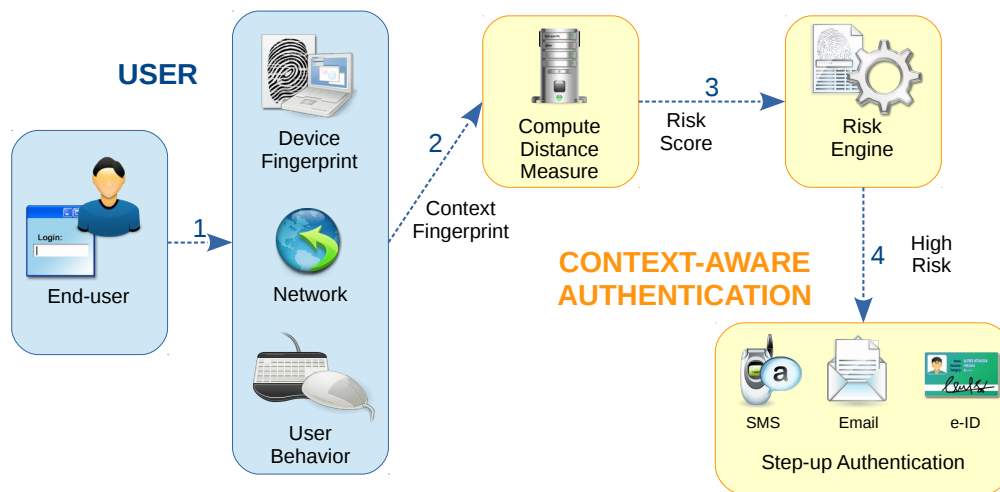 USER
Login:
End-user
1
Device
Fingerprint
Network
User
Behavior
2
Context
Fingerprint
Compute
Distance
Measure
3
Risk
Score
Risk
Engine
4
High
Risk
CONTEXT-AWARE
AUTHENTICATION
a
SMS
Email
e-ID
Step-up Authentication